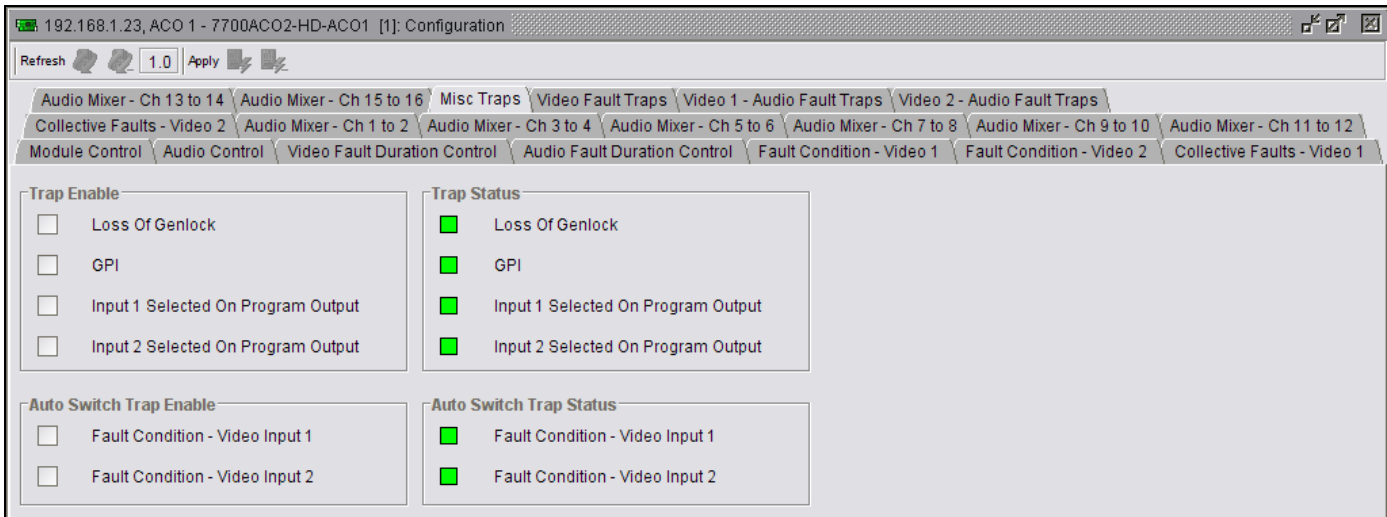 192.168.1.23, ACO 1 - 7700ACO2-HD-ACO1 [1]: Configuration
Refresh 1.0 Apply
Audio Mixer - Ch 13 to 14 Audio Mixer - Ch 15 to 16 Misc Traps Video Fault Traps Video 1 - Audio Fault Traps Video 2 - Audio Fault Traps
Collective Faults - Video 2 Audio Mixer - Ch 1 to 2 Audio Mixer - Ch 3 to 4 Audio Mixer - Ch 5 to 6 Audio Mixer - Ch 7 to 8 Audio Mixer - Ch 9 to 10 Audio Mixer - Ch 11 to 12
Module Control Audio Control Video Fault Duration Control Audio Fault Duration Control Fault Condition - Video 1 Fault Condition - Video 2 Collective Faults - Video 1
Trap Enable
Loss Of Genlock
GPI
Input 1 Selected On Program Output
Input 2 Selected On Program Output
Trap Status
Loss Of Genlock
GPI
Input 1 Selected On Program Output
Input 2 Selected On Program Output
Auto Switch Trap Enable
Fault Condition - Video Input 1
Fault Condition - Video Input 2
Auto Switch Trap Status
Fault Condition - Video Input 1
Fault Condition - Video Input 2